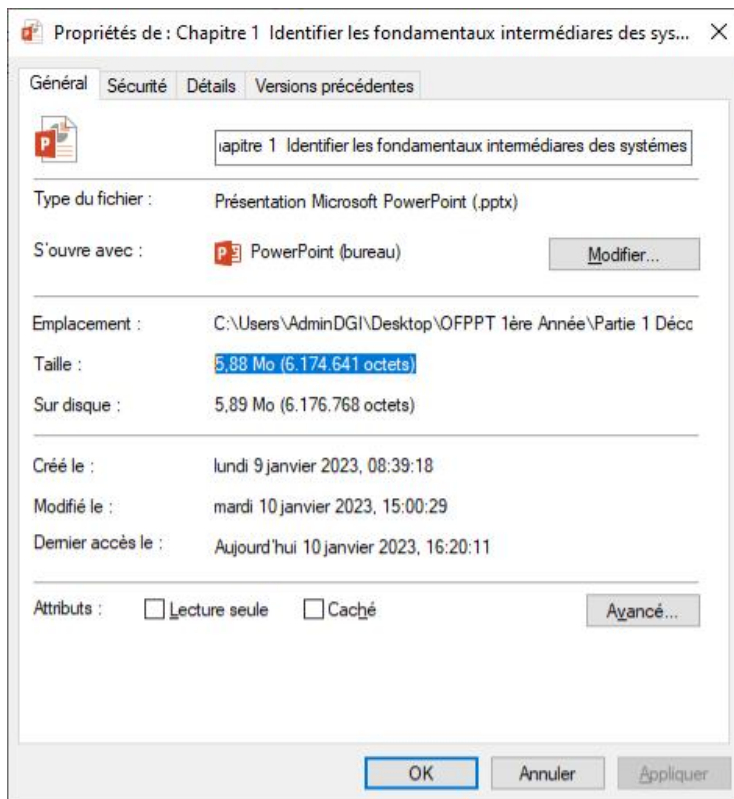 Propriétés de : Chapitre 1 Identifier les fondamentaux intermédiares des sys...
Général Sécurité Détails Versions précédentes
apitre 1 Identifier les fondamentaux intermédiares des systémes
Type du fichier : Présentation Microsoft PowerPoint (.pptx)
S'ouvre avec : PowerPoint (bureau) Modifier...
Emplacement : C:\Users\AdminDGI\Desktop\OFPPT 1ère Année\Partie 1 Déco
Taille : 5,88 Mo (6.174.641 octets)
Sur disque : 5,89 Mo (6.176.768 octets)
Créé le : lundi 9 janvier 2023, 08:39:18
Modifié le : mardi 10 janvier 2023, 15:00:29
Dernier accès le : Aujourd'hui 10 janvier 2023, 16:20:11
Attributs : Lecture seule Caché Avancé...
OK Annuler Appliquer